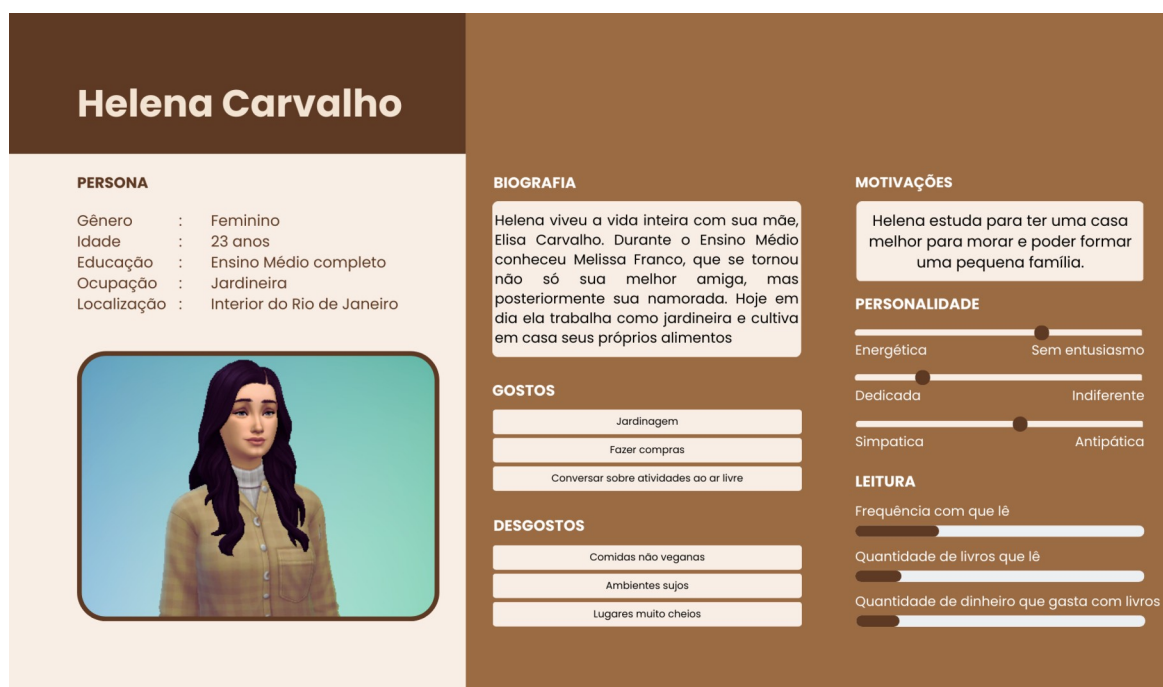 Helena Carvalho
PERSONA
Gênero : Feminino
Idade : 23 anos
Educação : Ensino Médio completo
Ocupação : Jardineira
Localização : Interior do Rio de Janeiro
BIOGRAFIA
Helena viveu a vida inteira com sua mãe,
Elisa Carvalho. Durante o Ensino Médio
conheceu Melissa Franco, que se tornou
não só sua melhor amiga, mas
posteriormente sua namorada. Hoje em
dia ela trabalha como jardineira e cultiva
em casa seus próprios alimentos
GOSTOS
Jardinagem
Fazer compras
Conversar sobre atividades ao ar livre
DESGOSTOS
Comidas não veganas
Ambientes sujos
Lugares muito cheios
MOTIVAÇÕES
Helena estuda para ter uma casa
melhor para morar e poder formar
uma pequena família.
PERSONALIDADE
Energética Sem entusiasmo
Dedicada Indiferente
Simpatica Antipática
LEITURA
Frequência com que lê
Quantidade de livros que lê
Quantidade de dinheiro que gasta com livros